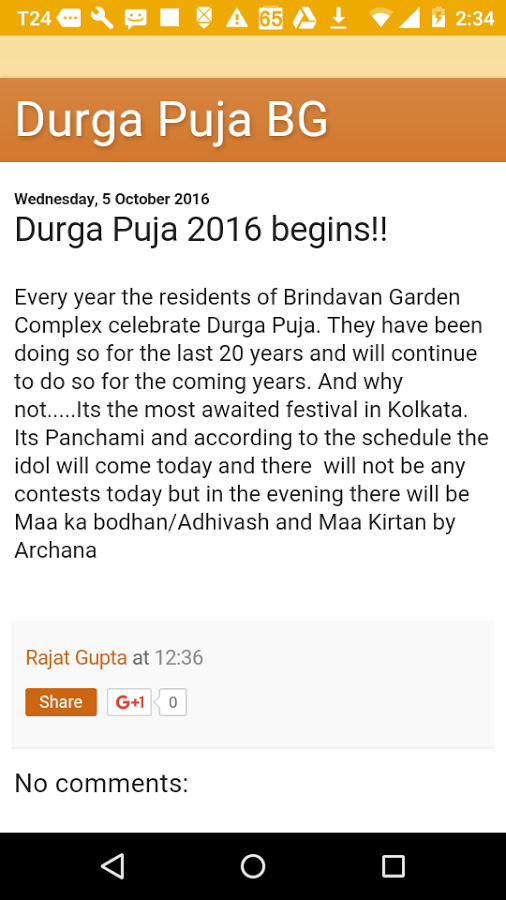 T24 65 2:34
Durga Puja BG
Wednesday, 5 October 2016
Durga Puja 2016 begins!!
Every year the residents of Brindavan Garden
Complex celebrate Durga Puja. They have been
doing so for the last 20 years and will continue
to do so for the coming years. And why
not.....Its the most awaited festival in Kolkata.
Its Panchami and according to the schedule the
idol will come today and there  will not be any
contests today but in the evening there will be
Maa ka bodhan/Adhivash and Maa Kirtan by
Archana
Rajat Gupta at 12:36
Share G+1 0
No comments: